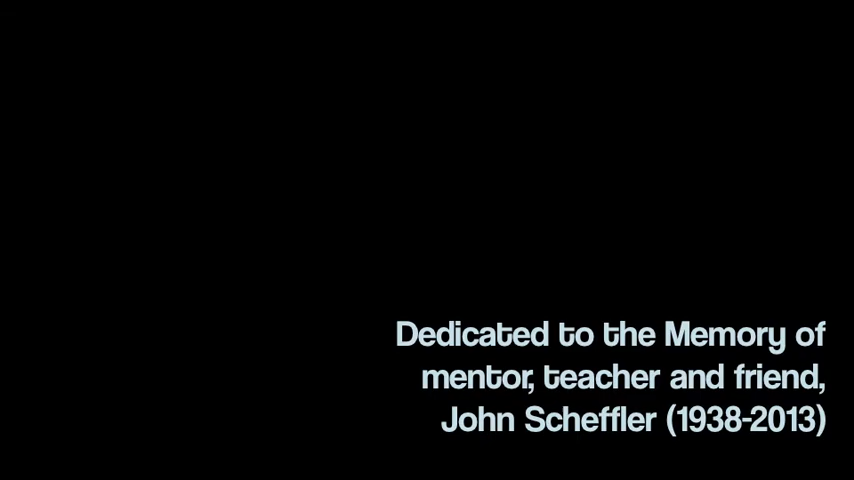 Dedicated to the Memory of
mentor, teacher and friend,
John Scheffler (1938-2013)